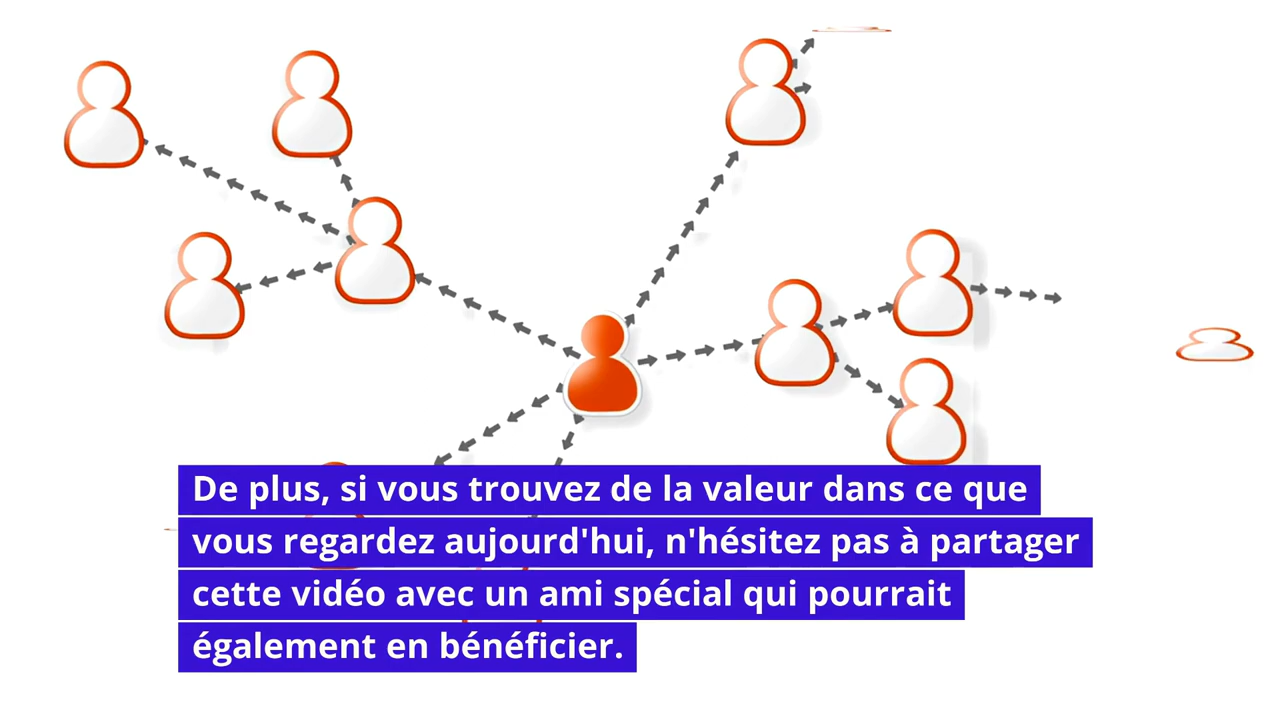 De plus, si vous trouvez de la valeur dans ce que
vous regardez aujourd'hui, n'hésitez pas à partager
cette vidéo avec un ami spécial qui pourrait
également en bénéficier.